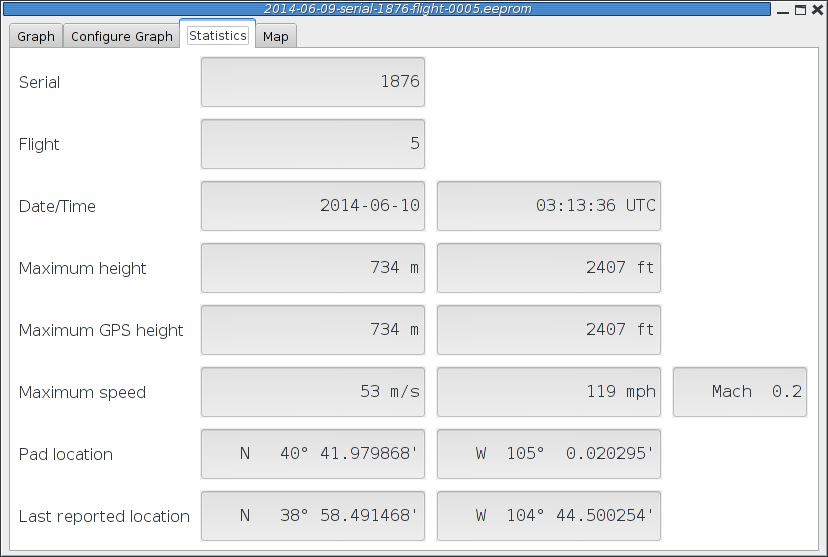 2014-06-09-serial-1876-flight-0005.eeprom
Graph Configure Graph Statistics Map
Serial 1876
Flight 5
Date/Time 2014-06-10 03:13:36 UTC
Maximum height 734 m 2407 ft
Maximum GPS height 734 m 2407 ft
Maximum speed 53 m/s 119 mph Mach 0.2
Pad location N 40° 41.979868' W 105° 0.020295'
Last reported location N 38° 58.491468' W 104° 44.500254'